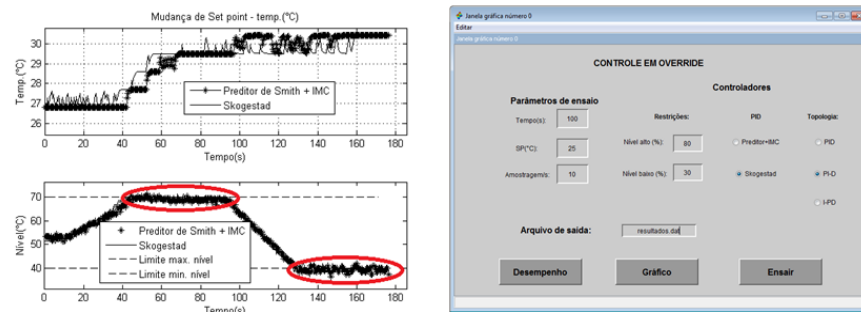 Mudança de Set point - temp.(ºC)
Temp.(ºC)
30
29
28
27
26
Preditor de Smith + IMC
Skogestad
0 20 40 60 80 100 120 140 160 180
Tempo(s)
Nível(ºC)
70
60
50
40
Preditor de Smith + IMC
Skogestad
Limite max. nível
Limite min. nível
0 20 40 60 80 100 120 140 160 180
Tempo(s)
Janela gráfica número 0
Editar
Janela gráfica número 0
CONTROLE EM OVERRIDE
Controladores
Parâmetros de ensaio
Restrições:
PID
Topologia:
Tempo(s): 100
Nível alto (%): 80
Preditor+IMC
PID
SP(ºC): 25
Amostragem/s: 10
Nível baixo (%): 30
Skogestad
PI-D
I-PD
Arquivo de saída: resultados.dat
Desempenho
Gráfico
Ensair